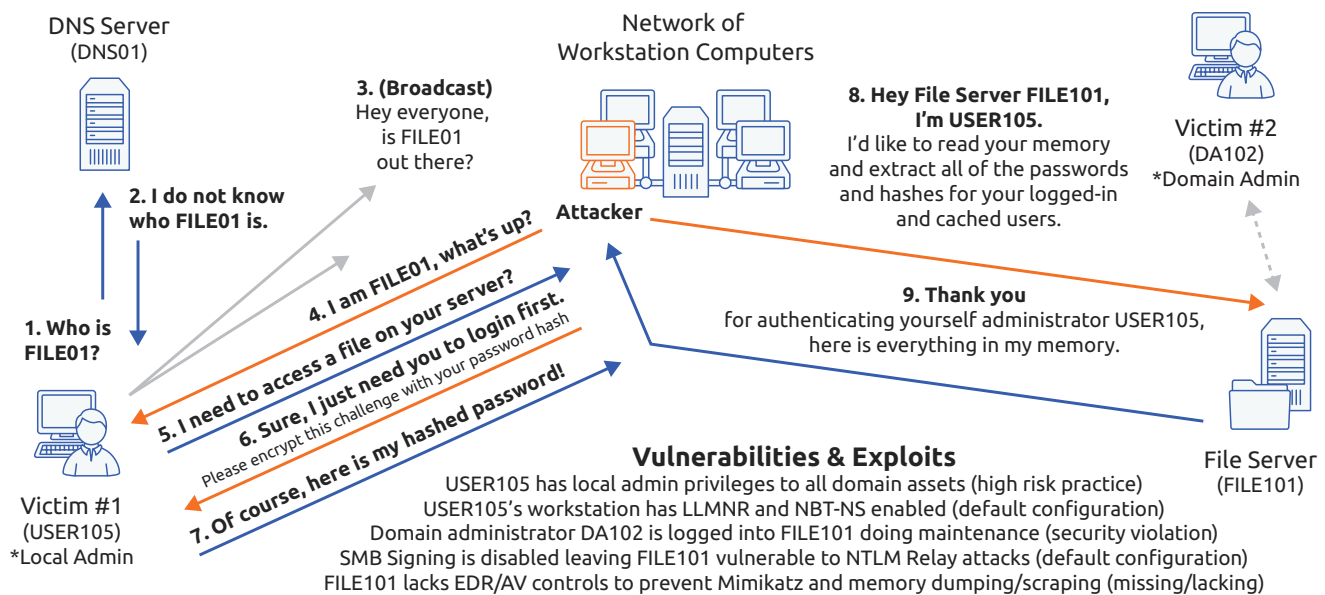 DNS Server
(DNS01)
2. I do not know
who FILE01 is.
1. Who is
FILE01?
Victim #1
(USER105)
*Local Admin
3. (Broadcast)
Hey everyone,
is FILE01
out there?
Network of
Workstation Computers
Attacker
4. I am FILE01, what's up?
5. I need to access a file on your server?
6. Sure, I just need you to login first.
Please encrypt this challenge with your password hash
7. Of course, here is my hashed password!
8. Hey File Server FILE101,
I'm USER105.
I'd like to read your memory
and extract all of the passwords
and hashes for your logged-in
and cached users.
Victim #2
(DA102)
*Domain Admin
9. Thank you
for authenticating yourself administrator USER105,
here is everything in my memory.
File Server
(FILE101)
Vulnerabilities & Exploits
USER105 has local admin privileges to all domain assets (high risk practice)
USER105's workstation has LLMNR and NBT-NS enabled (default configuration)
Domain administrator DA102 is logged into FILE101 doing maintenance (security violation)
SMB Signing is disabled leaving FILE101 vulnerable to NTLM Relay attacks (default configuration)
FILE101 lacks EDR/AV controls to prevent Mimikatz and memory dumping/scraping (missing/lacking)